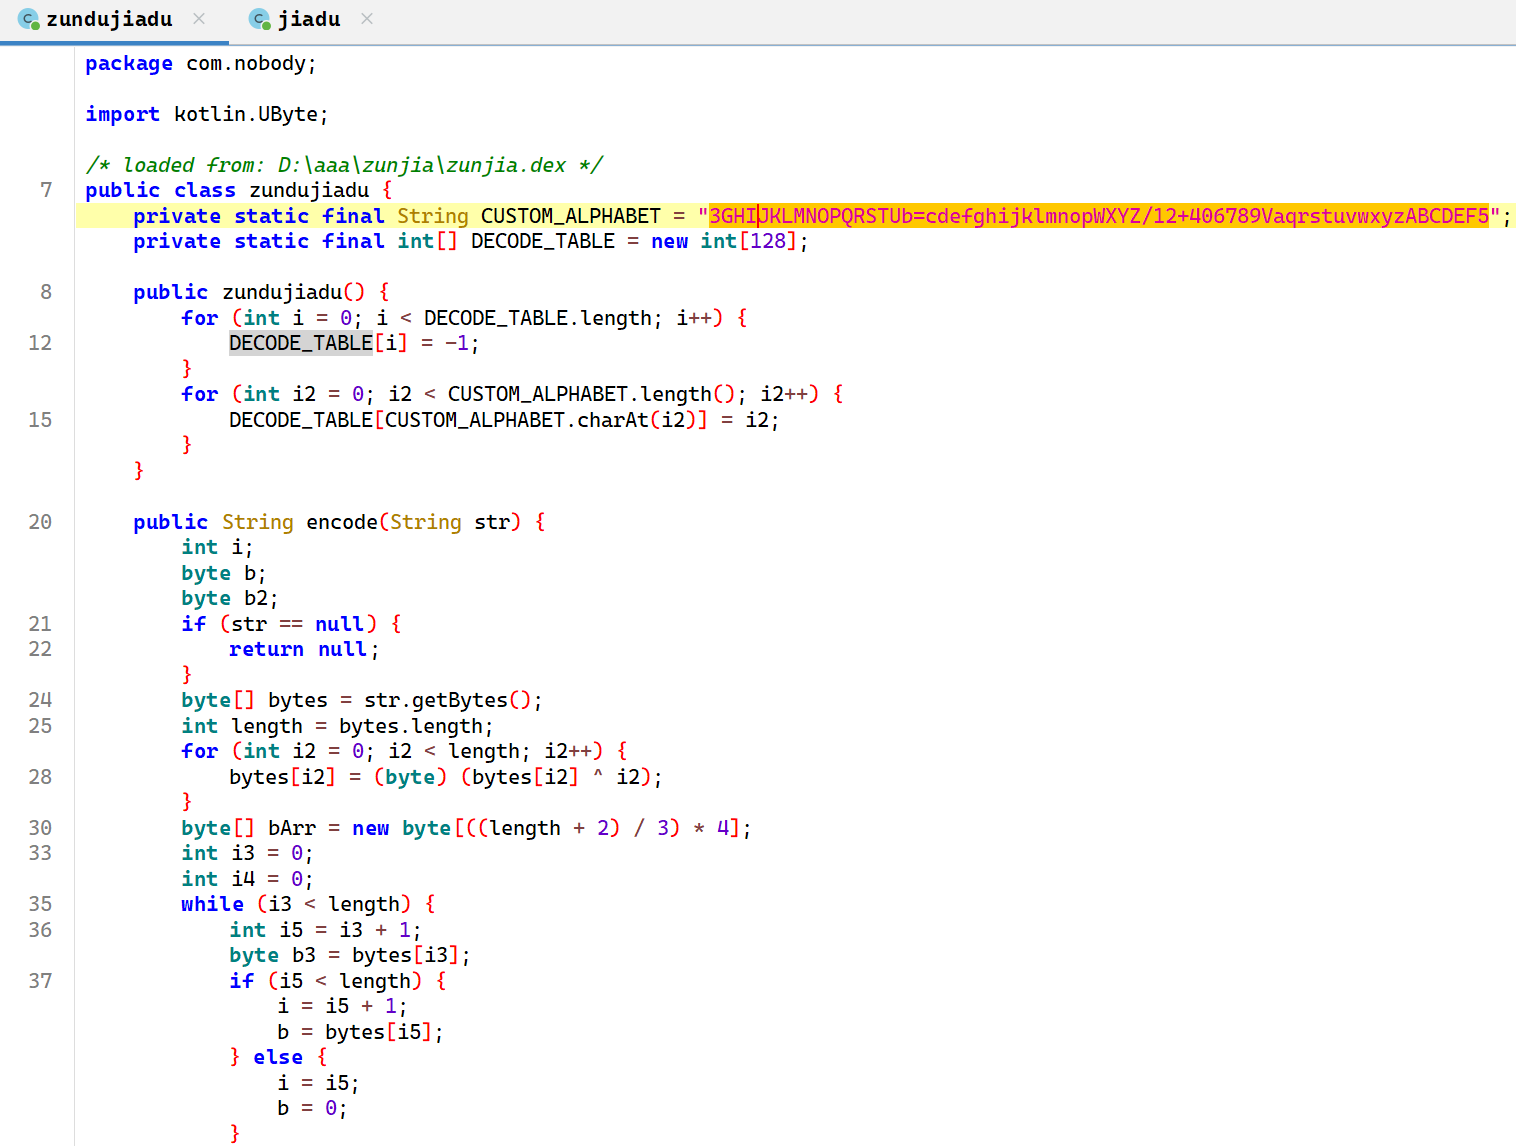 zundujiadu × jiadu ×
package com.nobody;
import kotlin.UByte;
/* loaded from: D:\aaa\zunjia\zunjia.dex */
7 public class zundujiadu {
private static final String CUSTOM_ALPHABET = "3GHIJKLMNOPQRSTUb=cdefghijklmnopWXYZ/12+406789VaqrstuvwxyzABCDEF5";
private static final int[] DECODE_TABLE = new int[128];
8 public zundujiadu() {
for (int i = 0; i < DECODE_TABLE.length; i++) {
12 DECODE_TABLE[i] = -1;
}
for (int i2 = 0; i2 < CUSTOM_ALPHABET.length(); i2++) {
15 DECODE_TABLE[CUSTOM_ALPHABET.charAt(i2)] = i2;
}
}
20 public String encode(String str) {
int i;
byte b;
byte b2;
21 if (str == null) {
22 return null;
}
24 byte[] bytes = str.getBytes();
25 int length = bytes.length;
for (int i2 = 0; i2 < length; i2++) {
28 bytes[i2] = (byte) (bytes[i2] ^ i2);
}
30 byte[] bArr = new byte[((length + 2) / 3) * 4];
33 int i3 = 0;
int i4 = 0;
35 while (i3 < length) {
36 int i5 = i3 + 1;
byte b3 = bytes[i3];
37 if (i5 < length) {
i = i5 + 1;
b = bytes[i5];
} else {
i = i5;
b = 0;
}